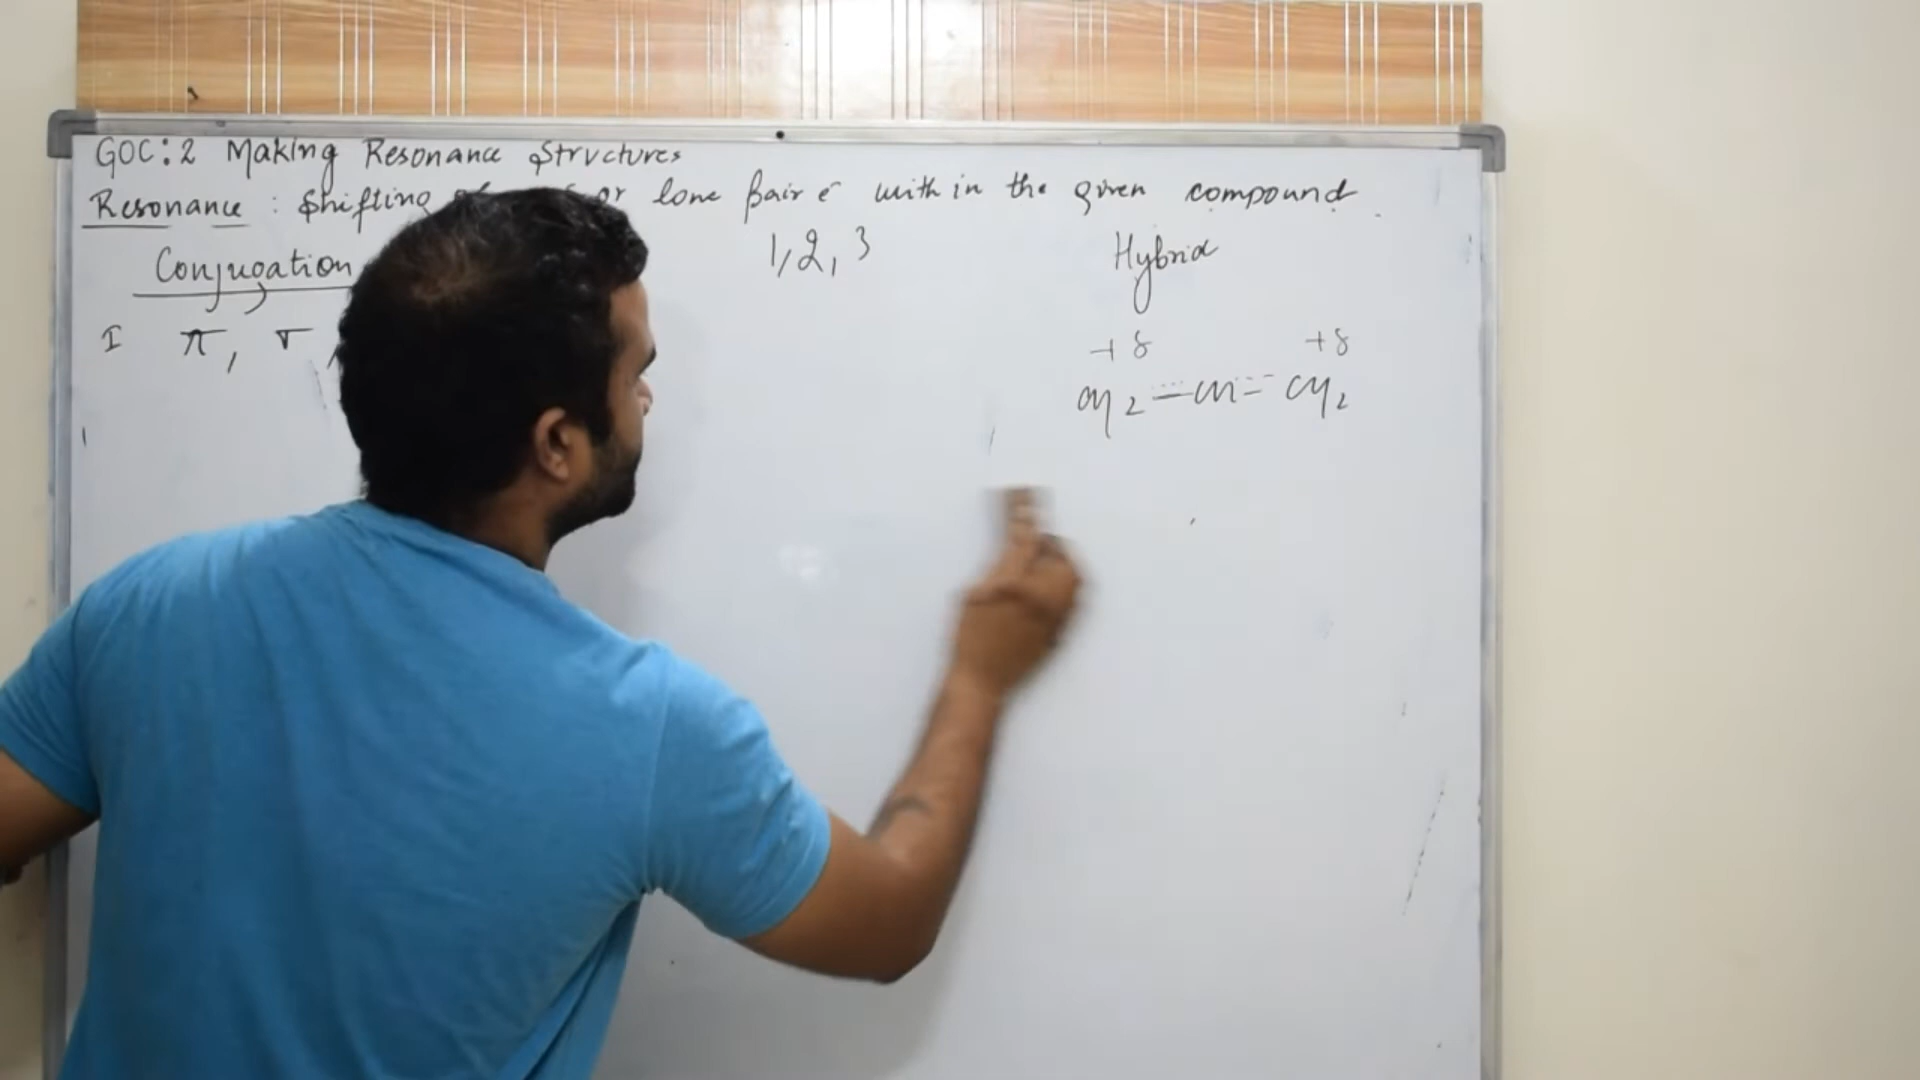 GOC:2 Making Resonance Structures
Resonance : Shifting or lone pair e⁻ with in the given compound.
Conjugation 1,2,3 Hybrid
I π, σ
+δ +δ
CH2 CH CH2